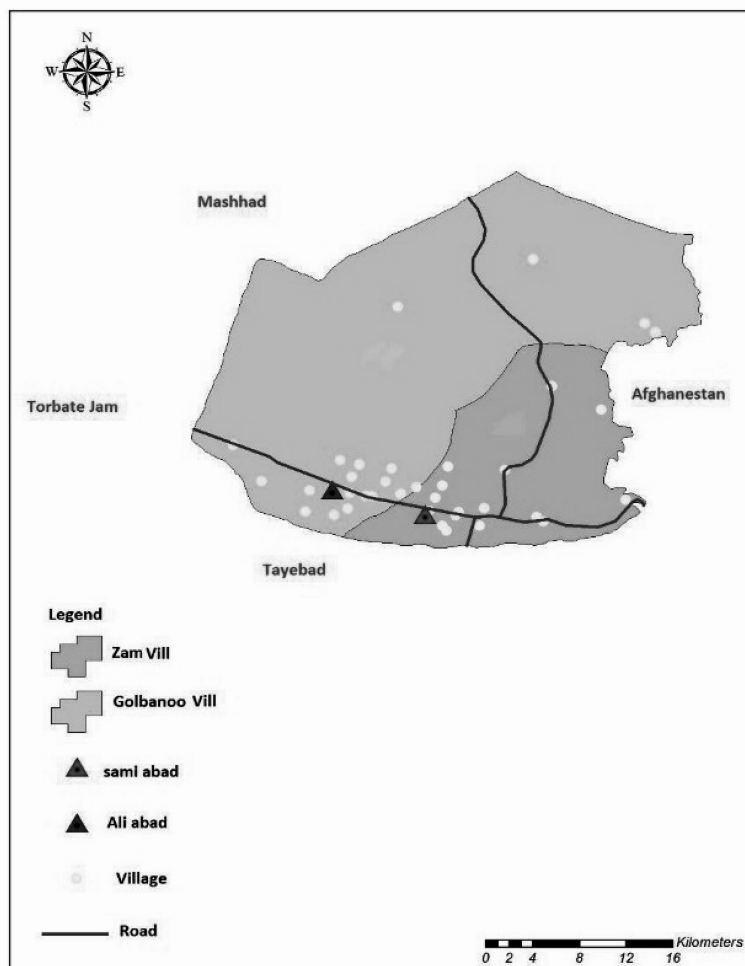 N
W E
S
Mashhad
Torbate Jam
Afghanestan
Tayebad
Legend
Zam Vill
Golbanoo Vill
sami abad
Ali abad
Village
Road
Kilometers
0 2 4 8 12 16